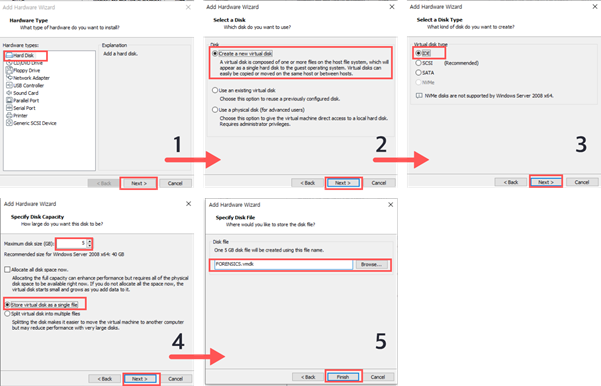 Add Hardware Wizard
Hardware Type
What type of hardware do you want to install?
Hardware types:
Hard Disk
CD/DVD Drive
Floppy Drive
Network Adapter
USB Controller
Sound Card
Parallel Port
Serial Port
Printer
Generic SCSI Device
Explanation
Add a hard disk.
1
< Back
Next >
Cancel
Add Hardware Wizard
Select a Disk
Which disk do you want to use?
Disk
Create a new virtual disk
A virtual disk is composed of one or more files on the host file system, which will
appear as a single hard disk to the guest operating system. Virtual disks can
easily be copied or moved on the same host or between hosts.
Use an existing virtual disk
Choose this option to reuse a previously configured disk.
Use a physical disk (for advanced users)
Choose this option to give the virtual machine direct access to a local hard disk.
Requires administrator privileges.
2
< Back
Next >
Cancel
Add Hardware Wizard
Select a Disk Type
What kind of disk do you want to create?
Virtual disk type
IDE
SCSI (Recommended)
SATA
NVMe
NVMe disks are not supported by Windows Server 2008 x64.
3
< Back
Next >
Cancel
Add Hardware Wizard
Specify Disk Capacity
How large do you want this disk to be?
Maximum disk size (GB): 5
Recommended size for Windows Server 2008 x64: 40 GB
Allocate all disk space now.
Allocating the full capacity can enhance performance but requires all of the physical
disk space to be available right now. If you do not allocate all the space now, the
virtual disk starts small and grows as you add data to it.
Store virtual disk as a single file
Split virtual disk into multiple files
Splitting the disk makes it easier to move the virtual machine to another computer
but may reduce performance with very large disks.
4
< Back
Next >
Cancel
Add Hardware Wizard
Specify Disk File
Where would you like to store the disk file?
Disk file
One 5 GB disk file will be created using this file name.
FORENSICS.vmdk
Browse...
5
< Back
Finish
Cancel